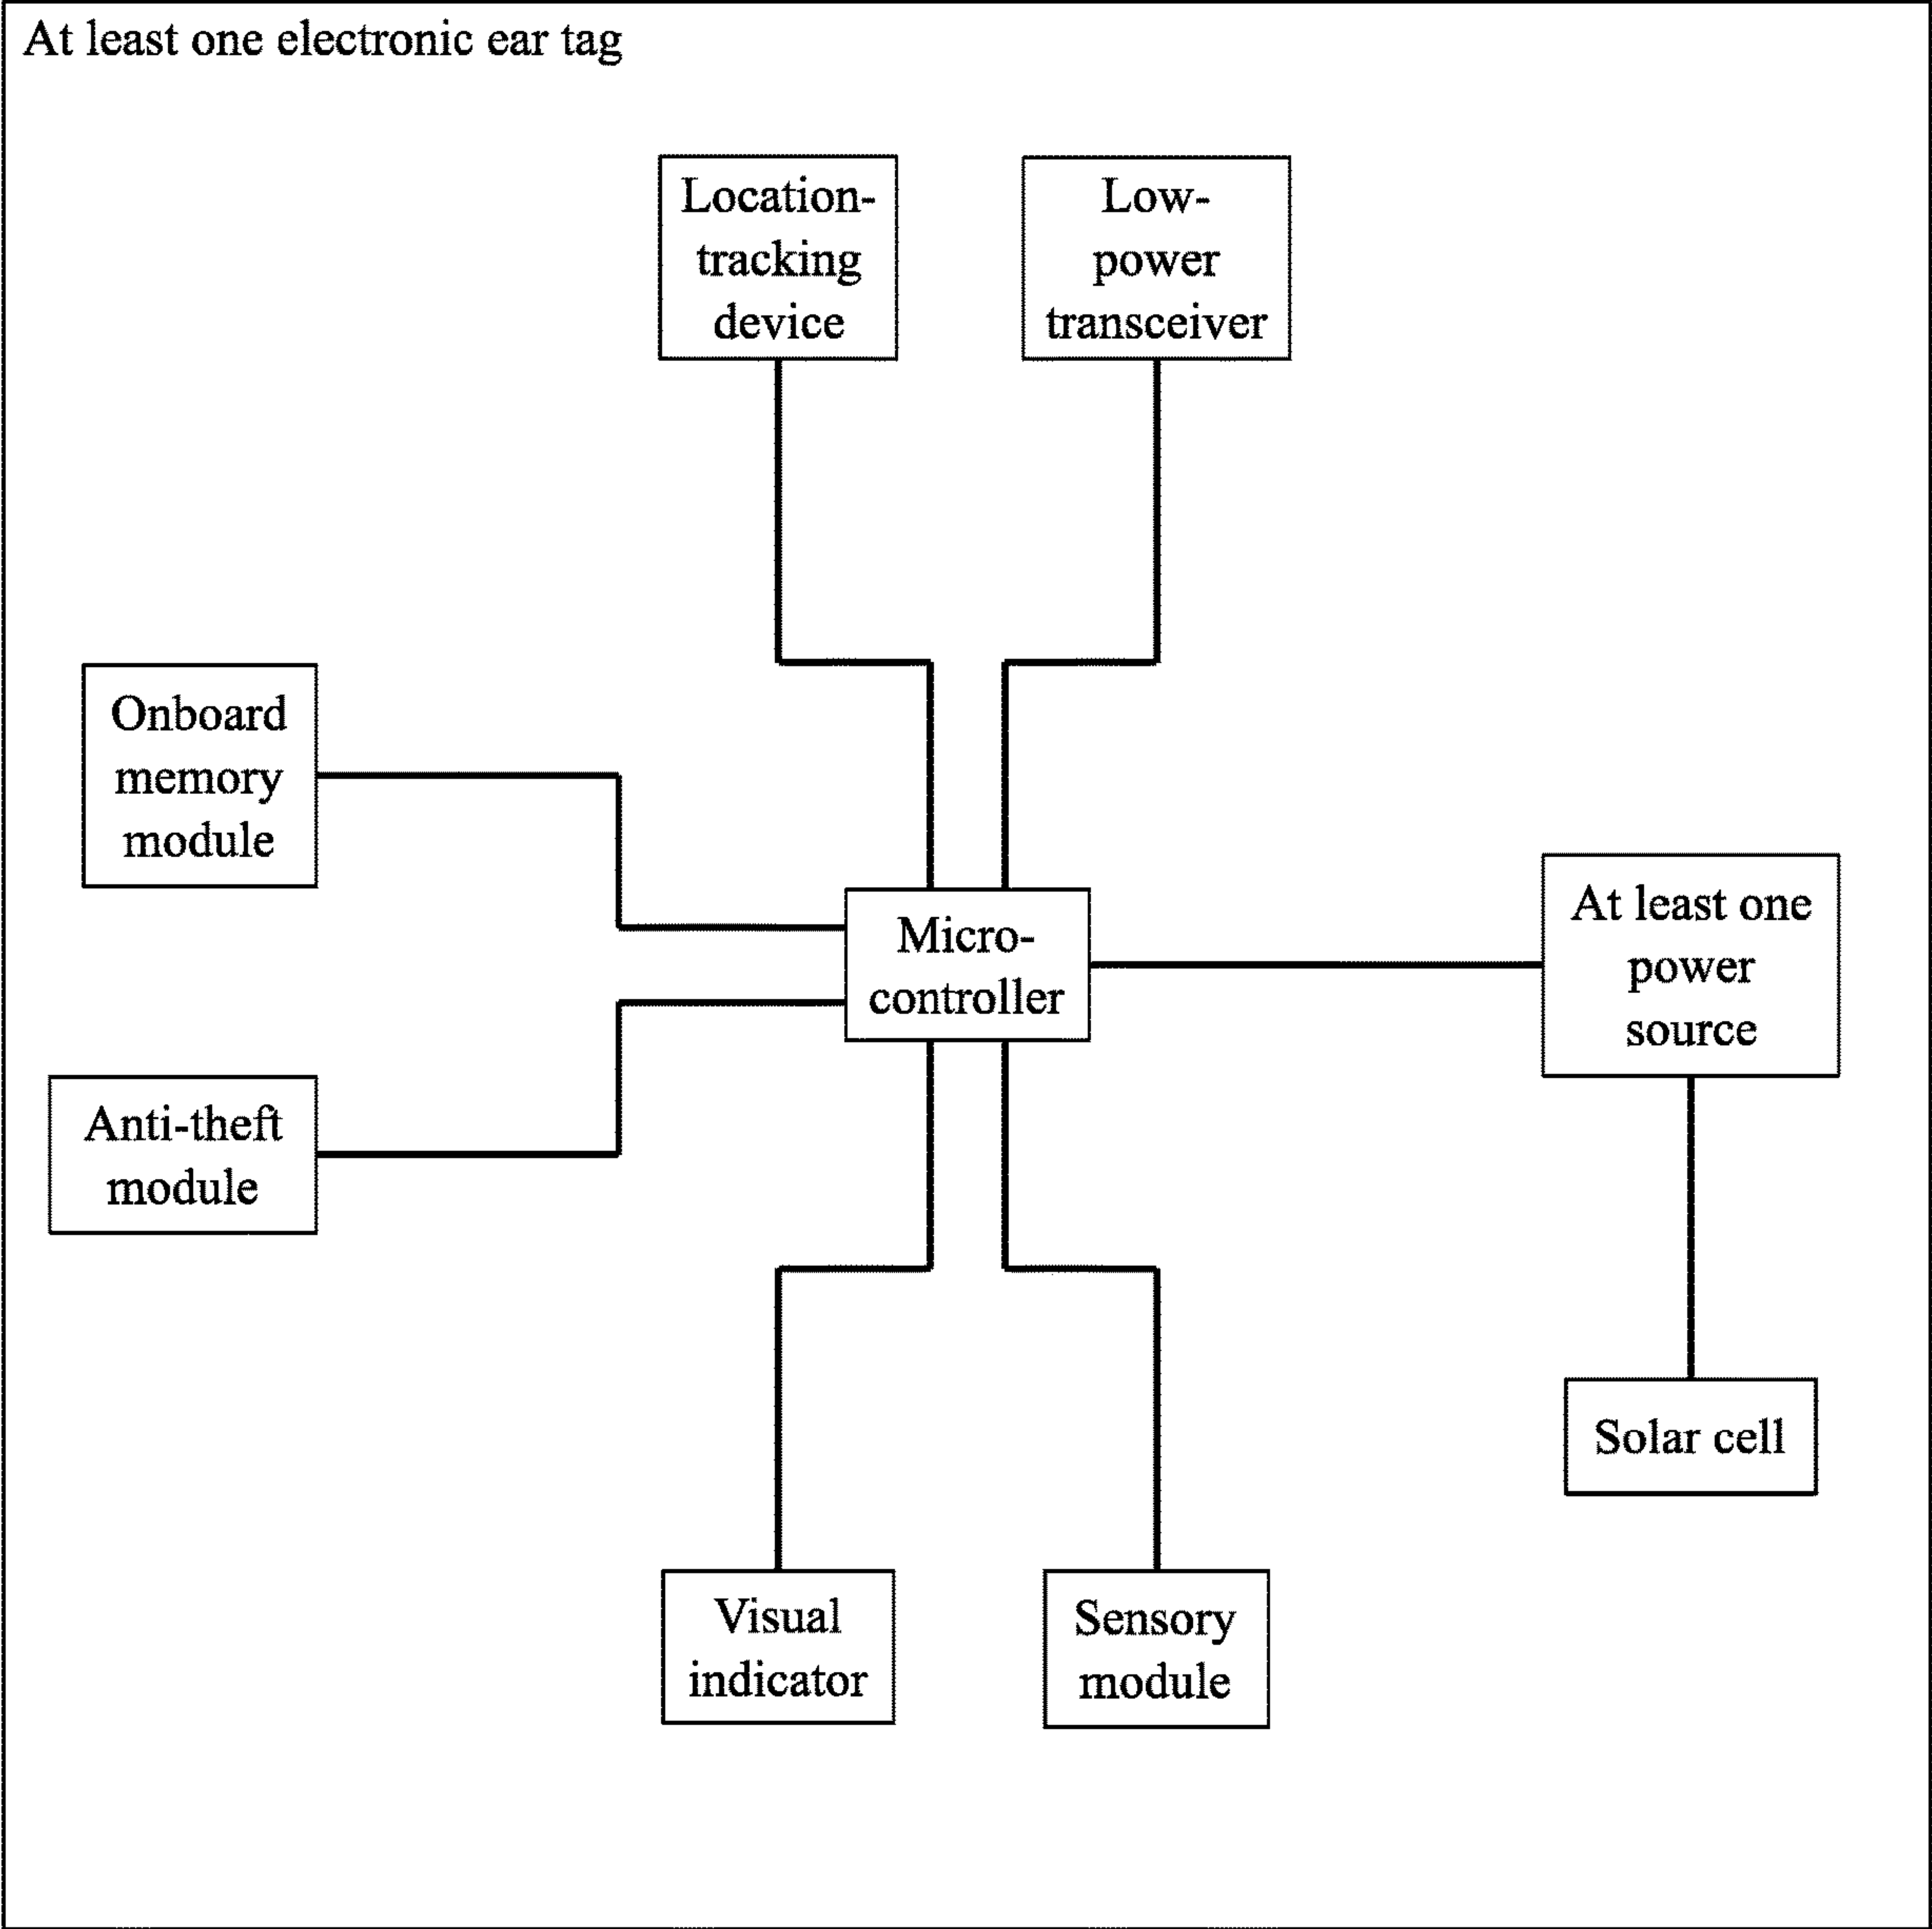 At least one electronic ear tag
Location-
tracking
device
Low-
power
transceiver
Onboard
memory
module
Micro-
controller
At least one
power
source
Anti-theft
module
Solar cell
Visual
indicator
Sensory
module